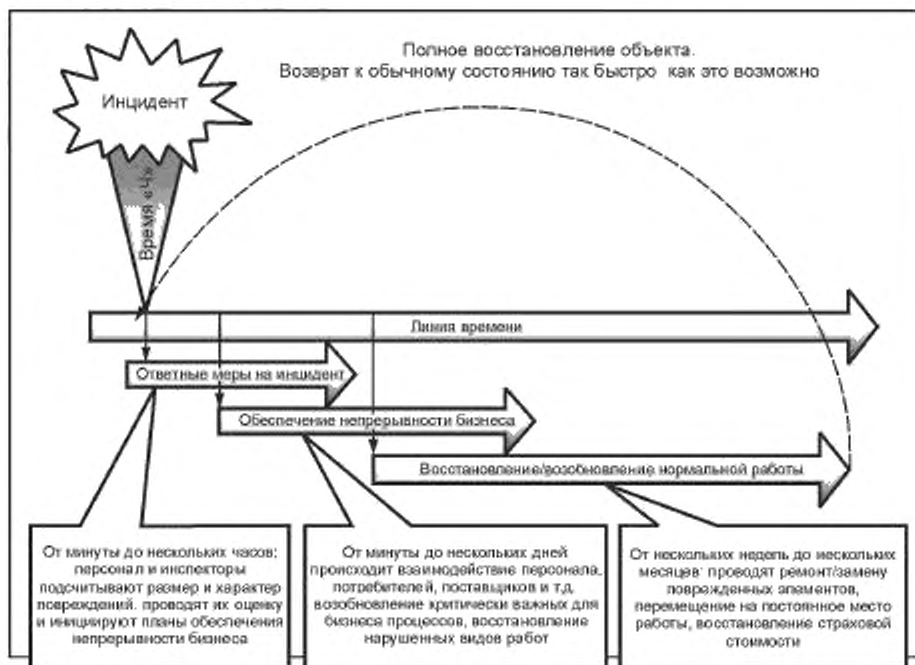 Полное восстановление объекта.
Возврат к обычному состоянию так быстро как это возможно
Инцидент
Время «Ч»
Линия времени
Ответные меры на инцидент
Обеспечение непрерывности бизнеса
Восстановление/возобновление нормальной работы
От минуты до нескольких часов:
персонал и инспекторы
подсчитывают размер и характер
повреждений. проводят их оценку
и инициируют планы обеспечения
непрерывности бизнеса
От минуты до нескольких дней
происходит взаимодействие персонала,
потребителей, поставщиков и т.д.
возобновление критически важных для
бизнеса процессов, восстановление
нарушенных видов работ
От нескольких недель до нескольких
месяцев: проводят ремонт/замену
поврежденных элементов,
перемещение на постоянное место
работы, восстановление страховой
стоимости